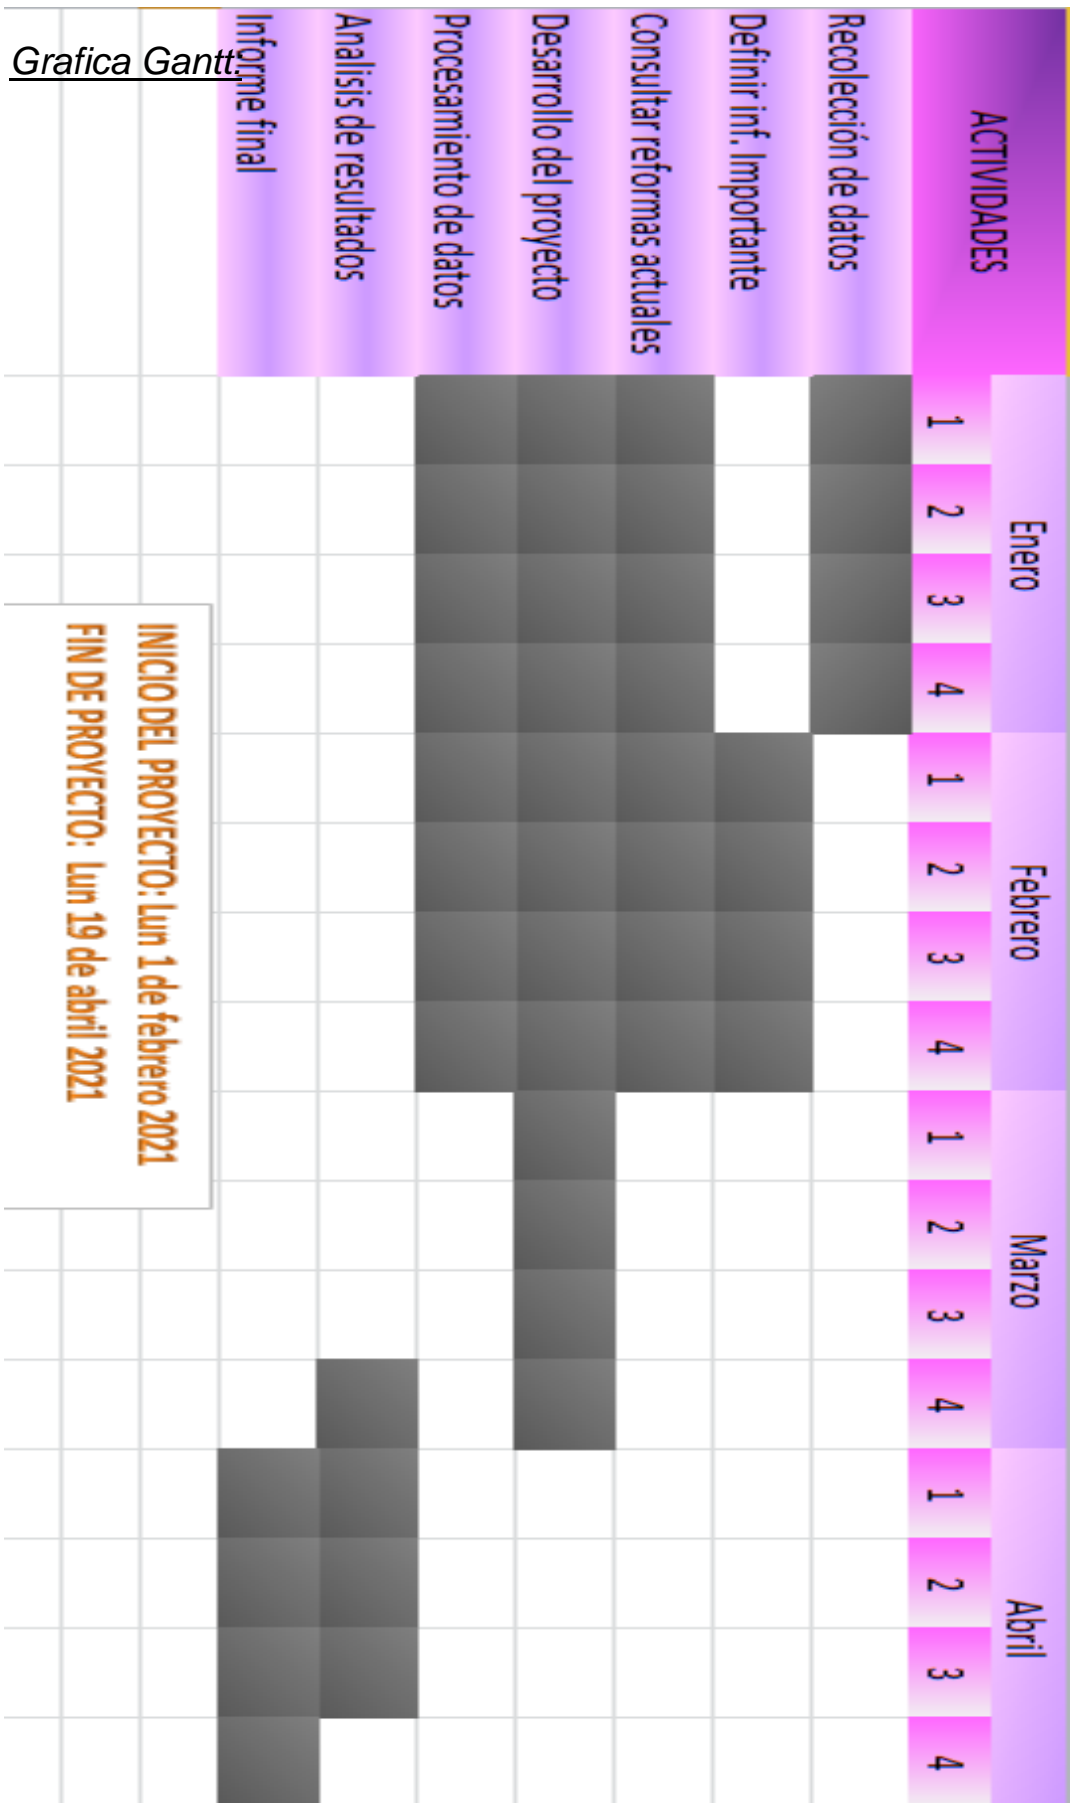 Grafica Gantt:
ACTIVIDADES
Enero
Febrero
Marzo
Abril
1 2 3 4 1 2 3 4 1 2 3 4 1 2 3 4
Recolección de datos
Definir inf. Importante
Consultar reformas actuales
Desarrollo del proyecto
Procesamiento de datos
Analisis de resultados
Informe final
INICIO DEL PROYECTO: Lun 1 de febrero 2021
FIN DE PROYECTO: Lun 19 de abril 2021